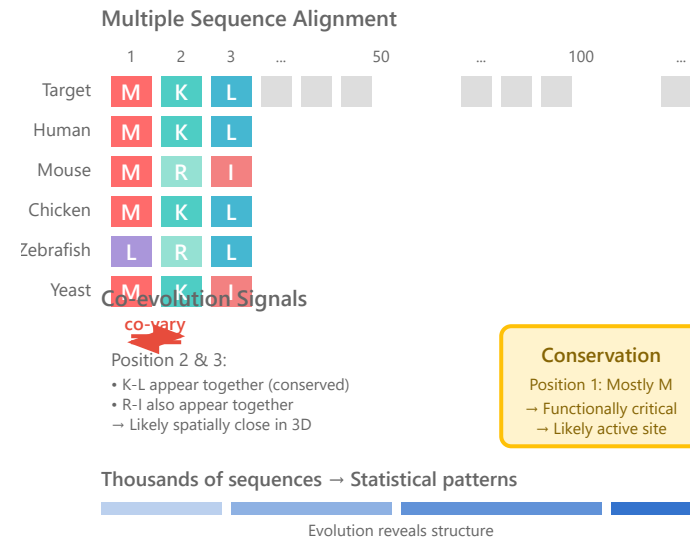 Multiple Sequence Alignment
1 2 3 ... 50 ... 100 ...
Target M K L
Human M K L
Mouse M R I
Chicken M K L
Zebrafish L R L
Yeast M K I
Co-evolution Signals
co-vary
Position 2 & 3:
• K-L appear together (conserved)
• R-I also appear together
→ Likely spatially close in 3D
Conservation
Position 1: Mostly M
→ Functionally critical
→ Likely active site
Thousands of sequences → Statistical patterns
Evolution reveals structure